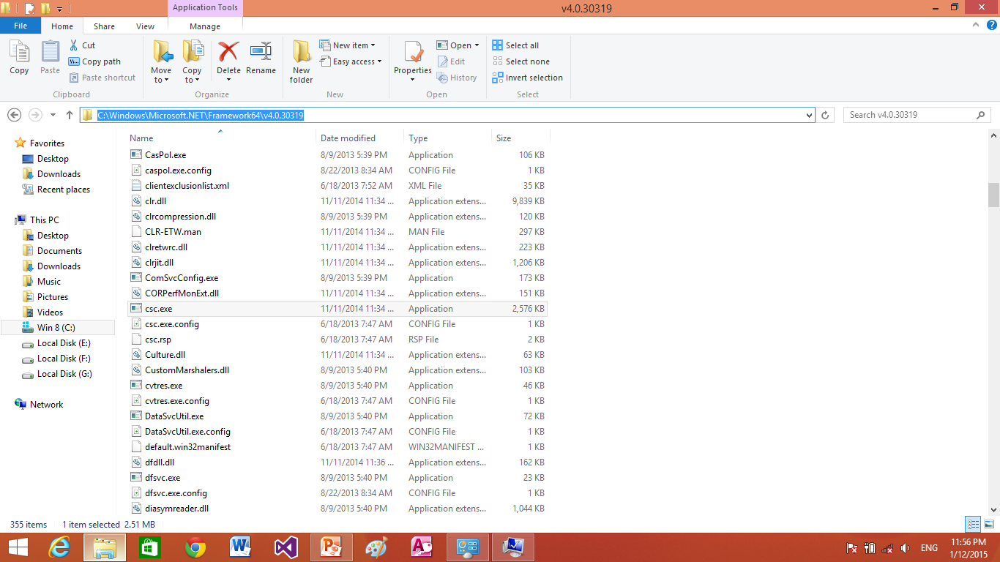 Application Tools
v4.0.30319
File Home Share View Manage
Copy Paste Cut Copy path Paste shortcut
Move to Copy to Delete Rename
New folder New item Easy access
Properties Open Edit History
Select all Select none Invert selection
Clipboard Organize New Open Select
C:\Windows\Microsoft.NET\Framework64\v4.0.30319 Search v4.0.30319
Favorites
Desktop
Downloads
Recent places
This PC
Desktop
Documents
Downloads
Music
Pictures
Videos
Win 8 (C:)
Local Disk (E:)
Local Disk (F:)
Local Disk (G:)
Network
Name Date modified Type Size
CasPol.exe 8/9/2013 5:39 PM Application 106 KB
caspol.exe.config 8/22/2013 8:34 AM CONFIG File 1 KB
clientexclusionlist.xml 6/18/2013 7:52 AM XML File 35 KB
clr.dll 11/11/2014 11:34 ... Application extens... 9,839 KB
clrcompression.dll 8/9/2013 5:39 PM Application extens... 120 KB
CLR-ETW.man 11/11/2014 11:34 ... MAN File 297 KB
clretwrc.dll 11/11/2014 11:34 ... Application extens... 223 KB
clrjit.dll 11/11/2014 11:34 ... Application extens... 1,206 KB
ComSvcConfig.exe 8/9/2013 5:39 PM Application 173 KB
CORPerfMonExt.dll 11/11/2014 11:34 ... Application extens... 151 KB
csc.exe 11/11/2014 11:34 ... Application 2,576 KB
csc.exe.config 6/18/2013 7:47 AM CONFIG File 1 KB
csc.rsp 6/18/2013 7:47 AM RSP File 2 KB
Culture.dll 11/11/2014 11:34 ... Application extens... 63 KB
CustomMarshalers.dll 8/9/2013 5:40 PM Application extens... 103 KB
cvtres.exe 8/9/2013 5:40 PM Application 46 KB
cvtres.exe.config 6/18/2013 7:47 AM CONFIG File 1 KB
DataSvcUtil.exe 8/9/2013 5:40 PM Application 72 KB
DataSvcUtil.exe.config 6/18/2013 7:47 AM CONFIG File 1 KB
default.win32manifest 6/18/2013 7:47 AM WIN32MANIFEST ... 1 KB
dfdll.dll 11/11/2014 11:36 ... Application extens... 162 KB
dfsvc.exe 8/9/2013 5:40 PM Application 23 KB
dfsvc.exe.config 8/22/2013 8:34 AM CONFIG File 1 KB
diasymreader.dll 8/9/2013 5:40 PM Application extens... 1,044 KB
355 items 1 item selected 2.51 MB
ENG
11:56 PM
1/12/2015